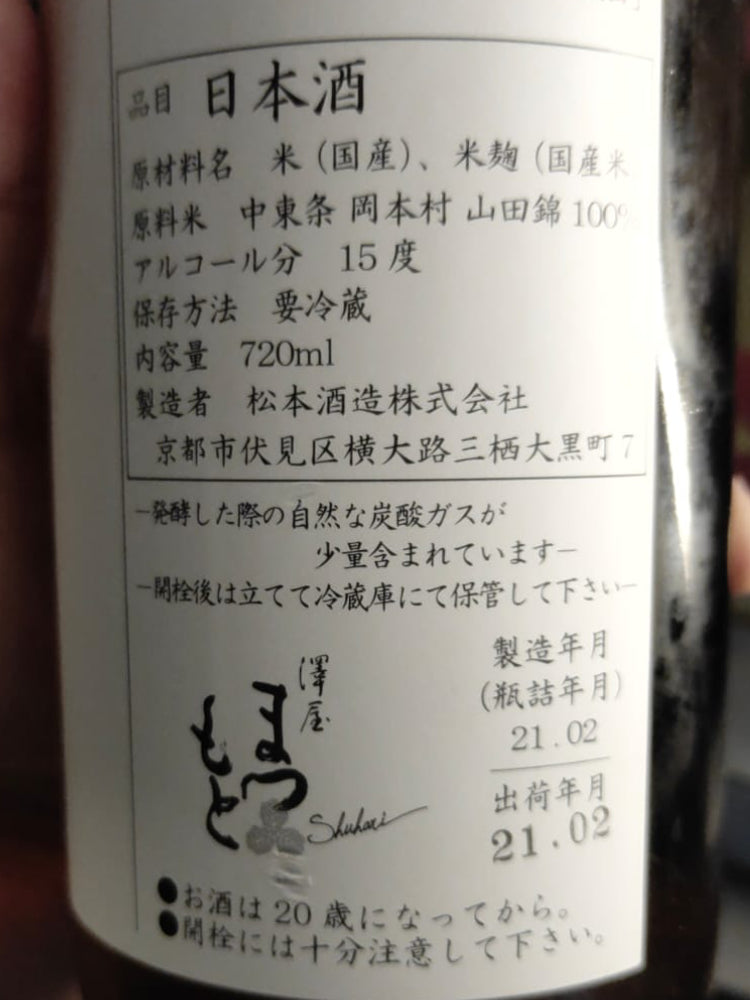 品目 日本酒
原材料名 米(国産)、米麹(国産米
原料米 中東条 岡本村 山田錦 100%
アルコール分 15度
保存方法 要冷蔵
内容量 720ml
製造者 松本酒造株式会社
京都市伏見区横大路三栖大黒町7
−発酵した際の自然な炭酸ガスが
少量含まれています−
−開栓後は立てて冷蔵庫にて保管して下さい−
澤屋
まつ
もと
Shuhari
製造年月
(瓶詰年月)
21.02
出荷年月
21.02
●お酒は20歳になってから。
●開栓には十分注意して下さい。